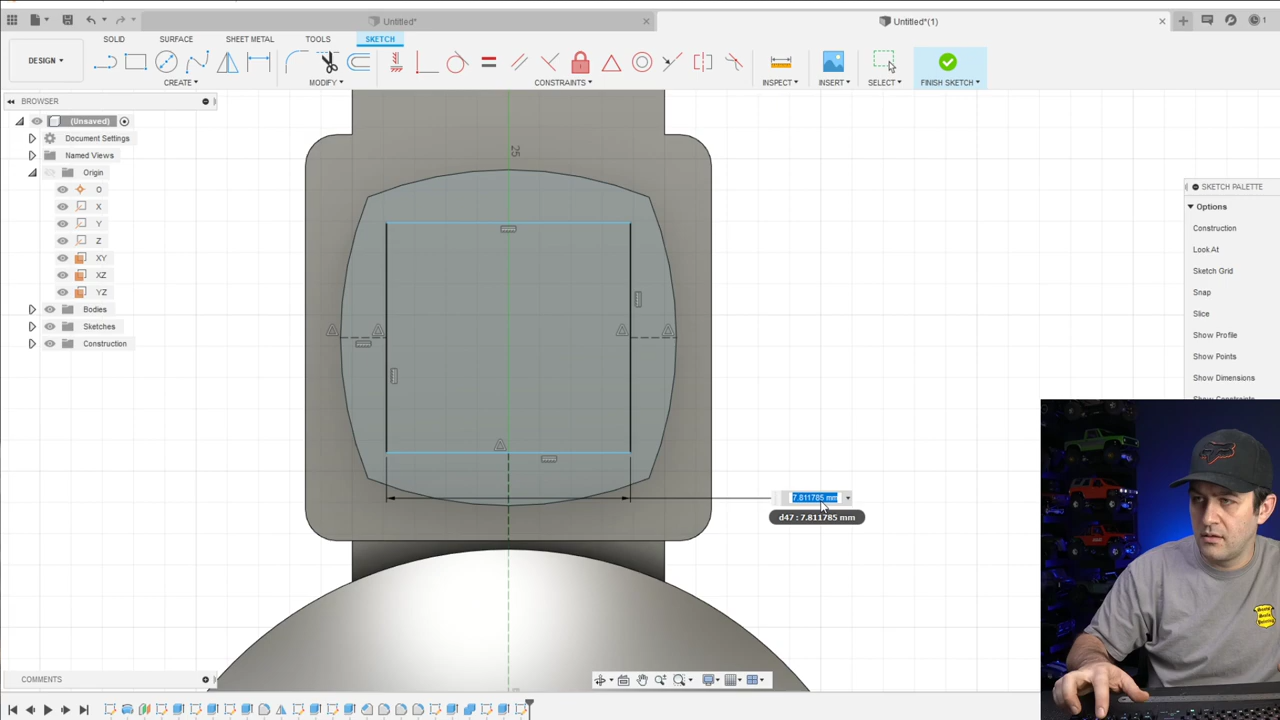 Untitled*
Untitled*(1)
1
DESIGN
SOLID
SURFACE
SHEET METAL
TOOLS
SKETCH
CREATE
MODIFY
CONSTRAINTS
INSPECT
INSERT
SELECT
FINISH SKETCH
BROWSER
(Unsaved)
Document Settings
Named Views
Origin
O
X
Y
Z
XY
XZ
YZ
Bodies
Sketches
Construction
25
7.811785 mm
d47 : 7.811785 mm
SKETCH PALETTE
Options
Construction
Look At
Sketch Grid
Snap
Slice
Show Profile
Show Points
Show Dimensions
COMMENTS